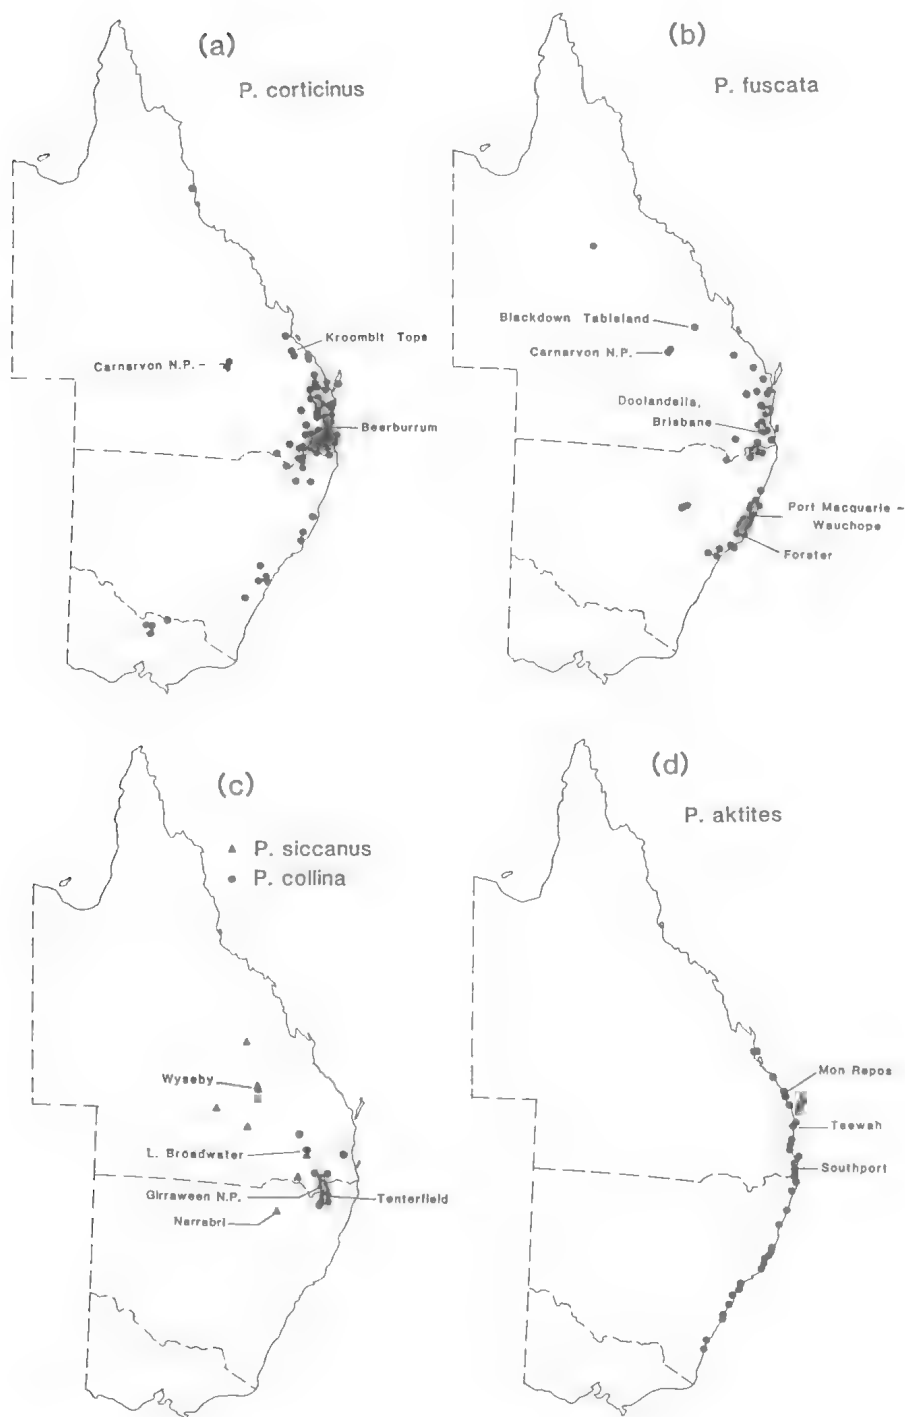 (a)
P. corticinus
Kroombit Tops
Carnarvon N.P.
Beerburrum
(b)
P. fuscata
Blackdown Tableland
Carnarvon N.P.
Doolandella,
Brisbane
Port Macquarie –
Wauchope
Forster
(c)
P. siccanus
P. collina
Wyseby
L. Broadwater
Girraween N.P.
Tenterfield
Narrabri
(d)
P. aktites
Mon Repos
Teewah
Southport